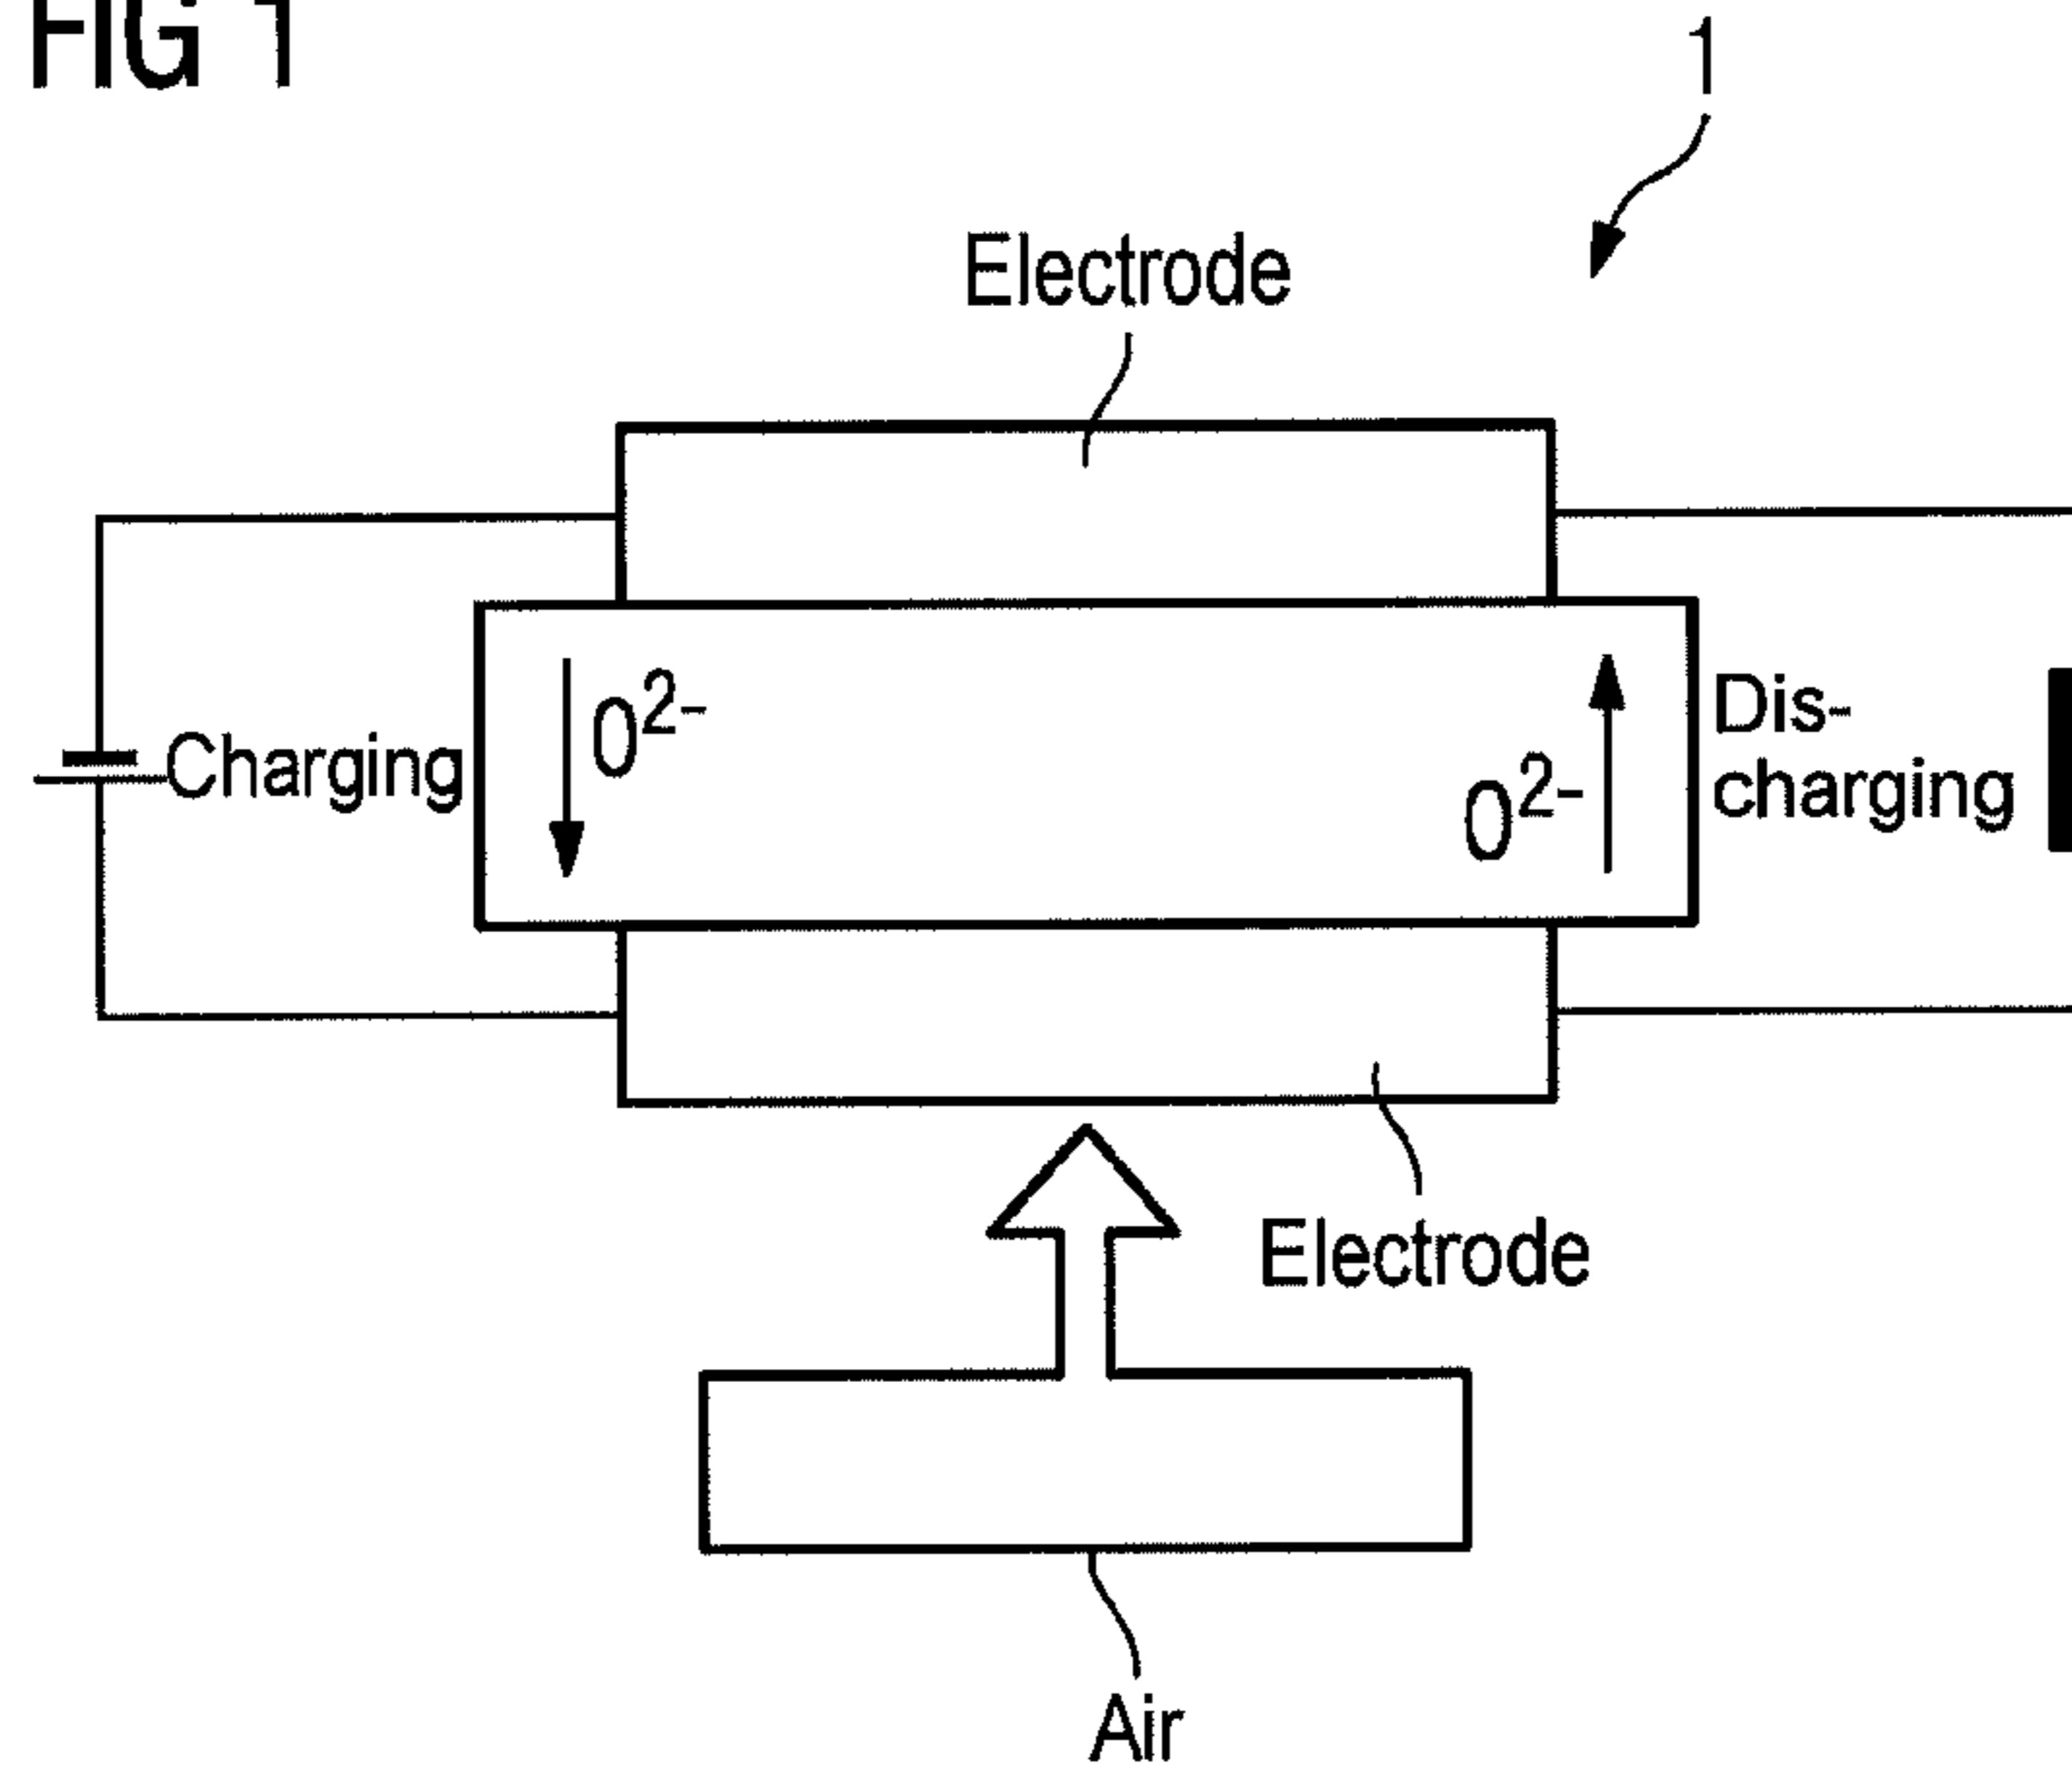 FIG 1
1
Electrode
O2-
Dis-
Charging
O2-
charging
Electrode
Air